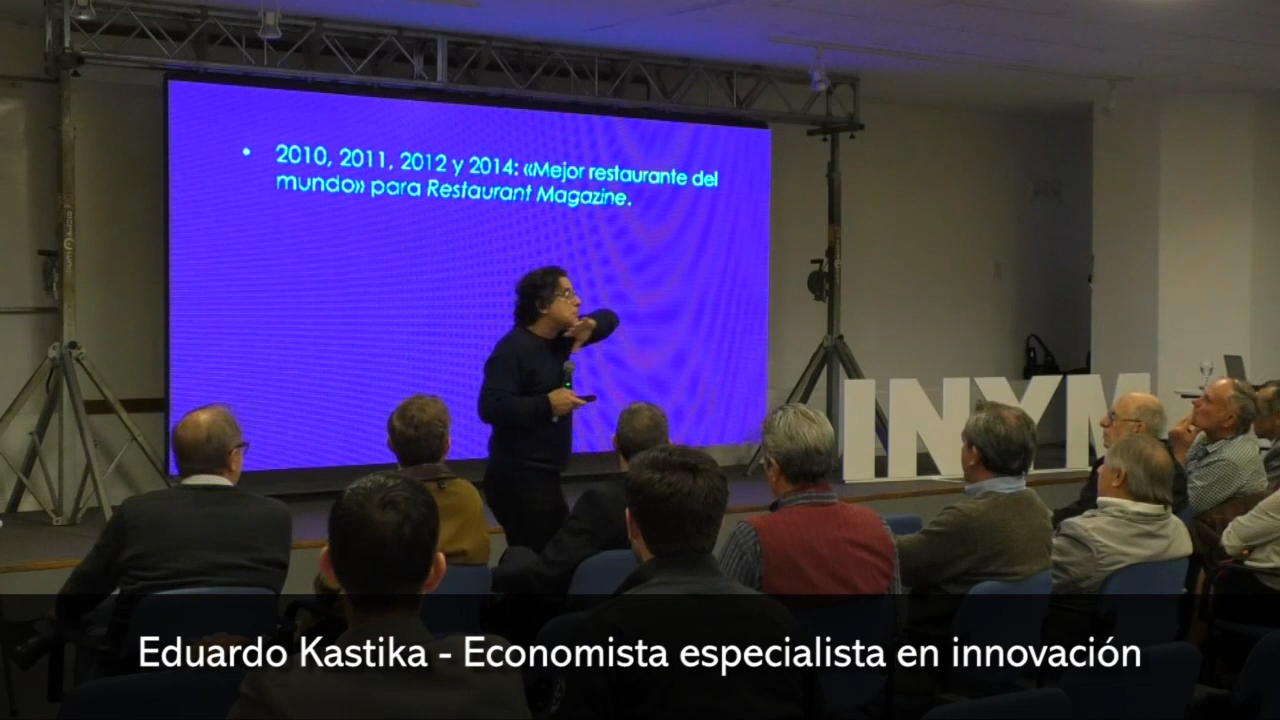 • 2010, 2011, 2012 y 2014: «Mejor restaurante del
mundo» para Restaurant Magazine.
INYM
Eduardo Kastika - Economista especialista en innovación